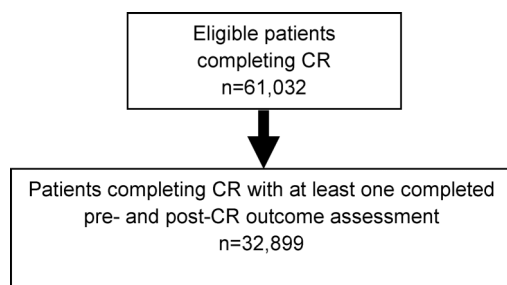 Eligible patients
completing CR
n=61,032
Patients completing CR with at least one completed
pre- and post-CR outcome assessment
n=32,899